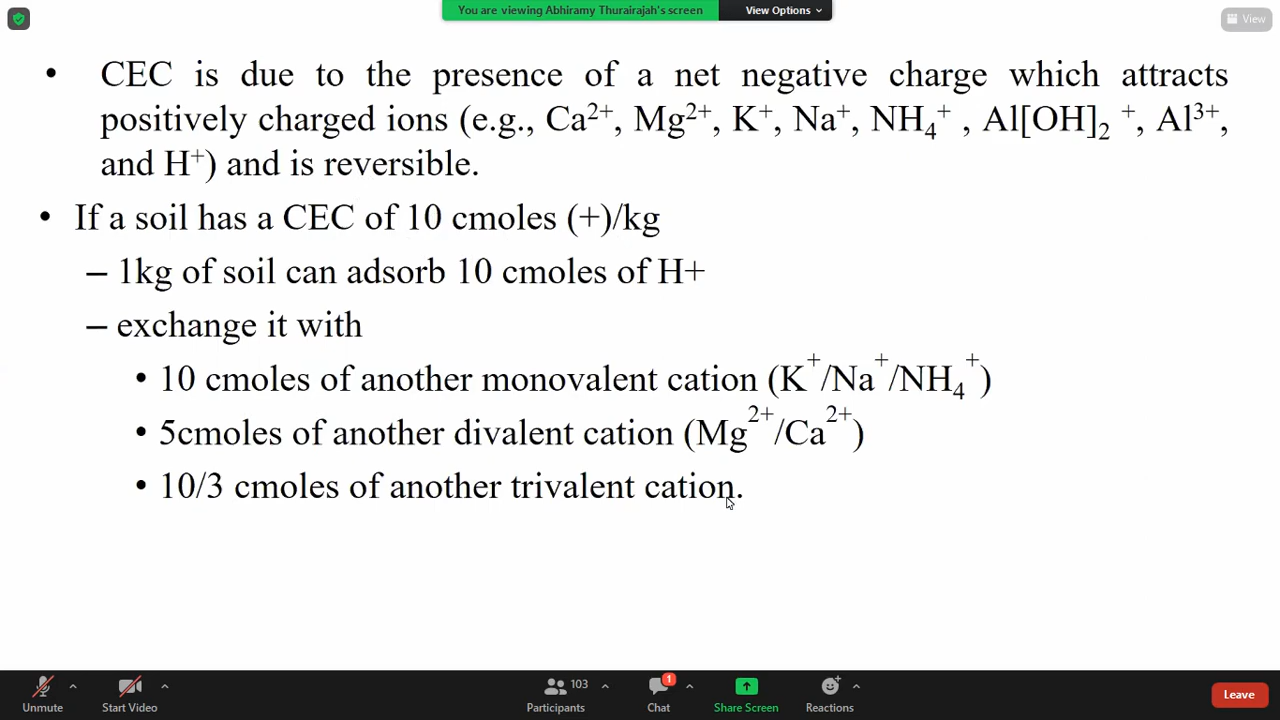 You are viewing Abhiramy Thurairajah's screen View Options
View
• CEC is due to the presence of a net negative charge which attracts
positively charged ions (e.g., Ca²⁺, Mg²⁺, K⁺, Na⁺, NH₄⁺ , Al[OH]₂ ⁺, Al³⁺,
and H⁺) and is reversible.
• If a soil has a CEC of 10 cmoles (+)/kg
– 1kg of soil can adsorb 10 cmoles of H+
– exchange it with
• 10 cmoles of another monovalent cation (K⁺/Na⁺/NH₄⁺)
• 5cmoles of another divalent cation (Mg²⁺/Ca²⁺)
• 10/3 cmoles of another trivalent cation.
103 1
Unmute Start Video Participants Chat Share Screen Reactions Leave